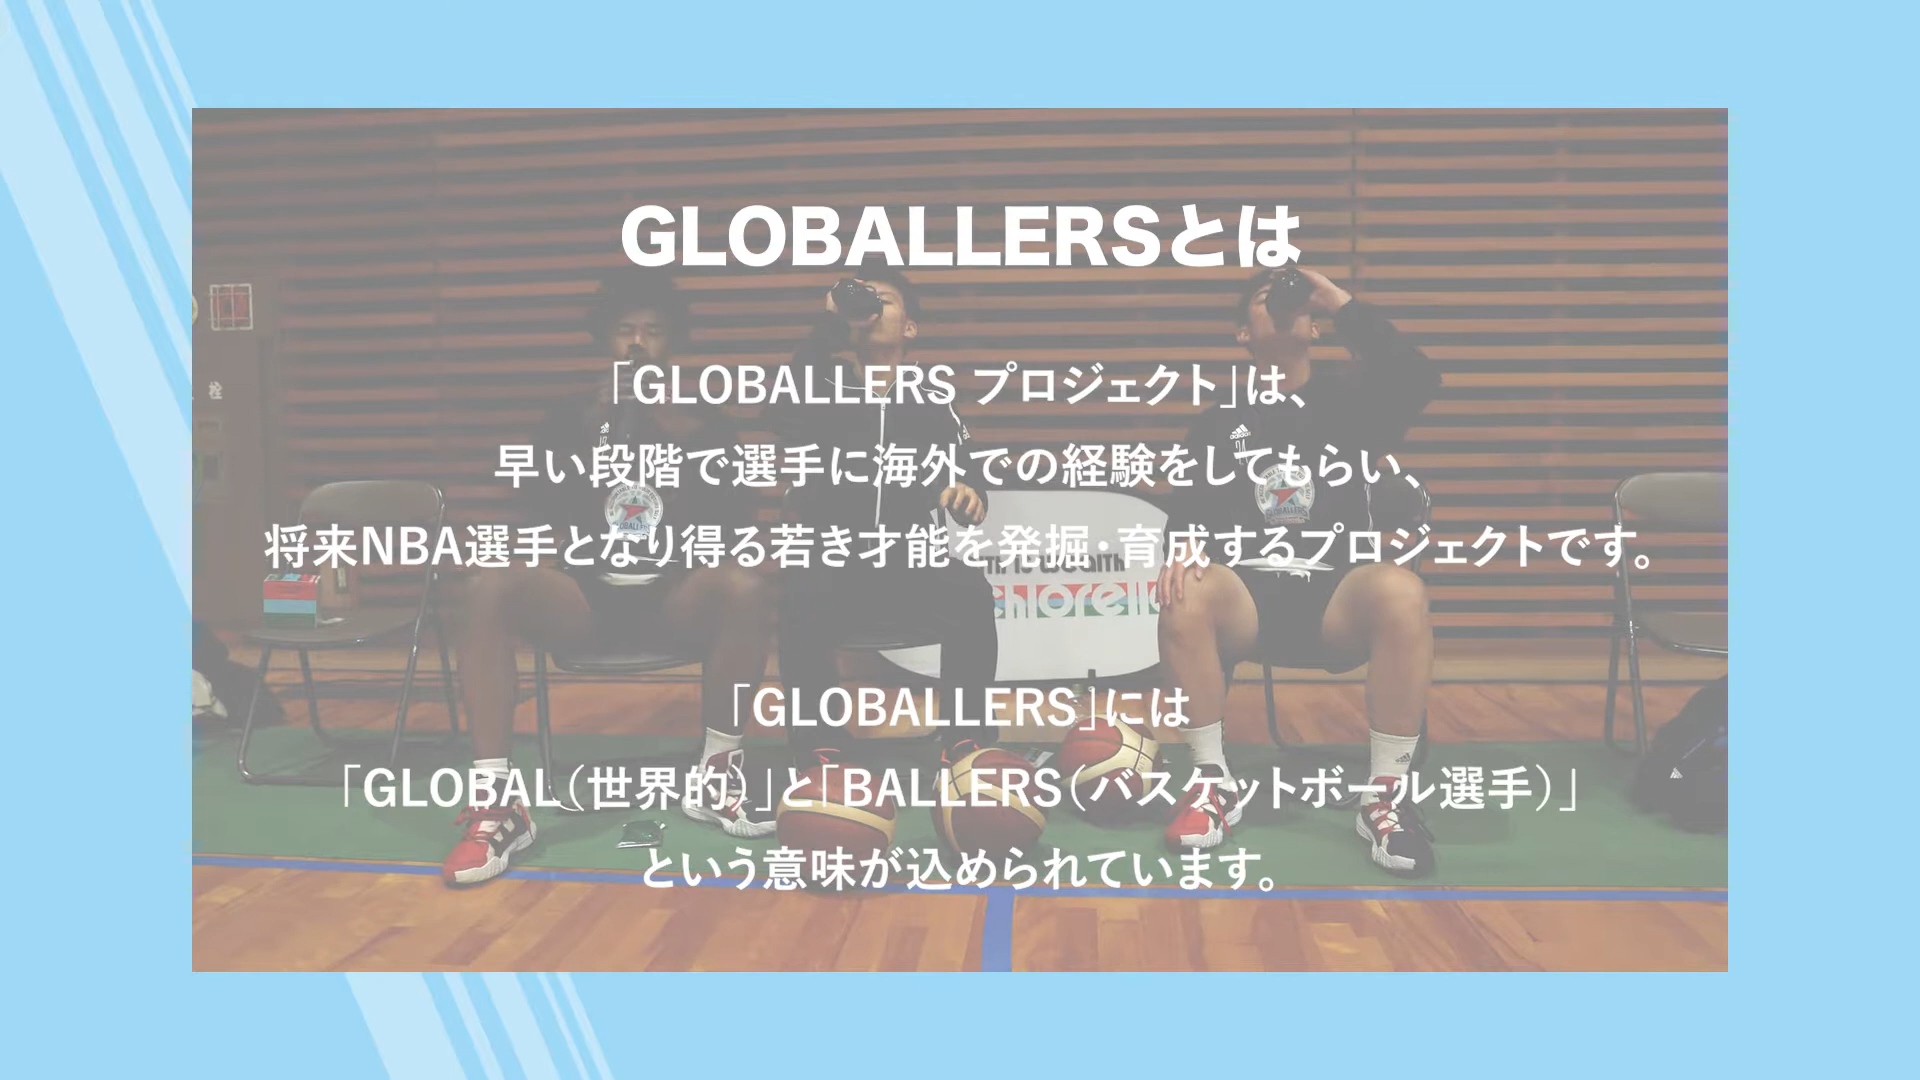 GLOBALLERSとは
「GLOBALLERS プロジェクト」は、
早い段階で選手に海外での経験をしてもらい、
将来NBA選手となり得る若き才能を発掘・育成するプロジェクトです。
「GLOBALLERS」には
「GLOBAL（世界的）」と「BALLERS（バスケットボール選手）」
という意味が込められています。
栓
adidas
GLOBALLERS
GLOBALLERS
chlorella